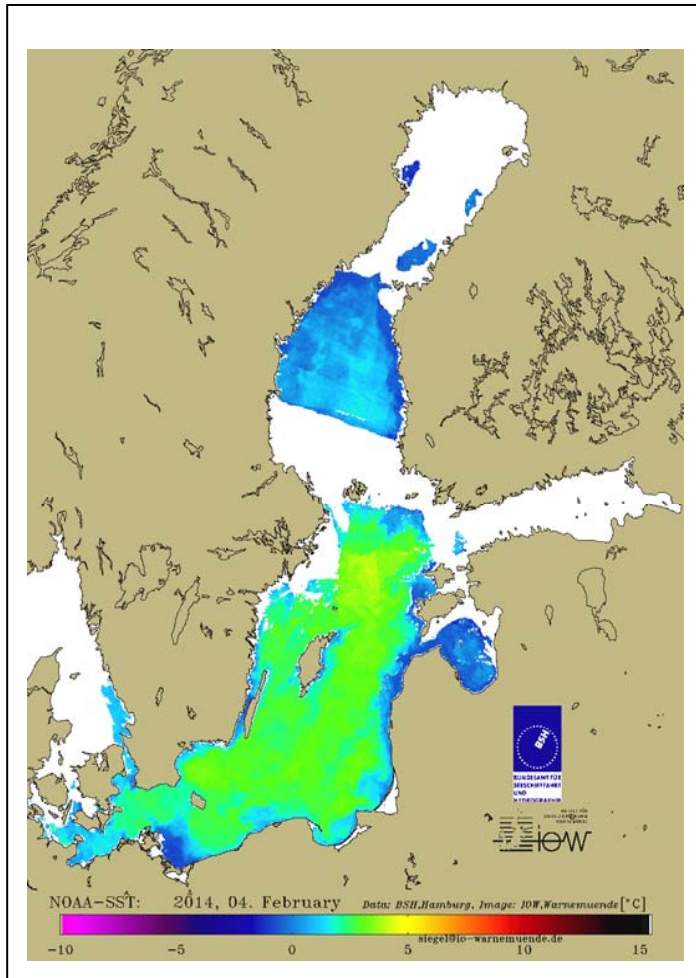 BSH
BUNDESAMT FÜR
SEESCHIFFFAHRT
UND
HYDROGRAPHIE
IOW
NOAA-SST: 2014, 04. February Data: BSH,Hamburg, Image: IOW,Warnemuende[°C]
-10 -5 0 5 10 15
siegel@io-warnemuende.de